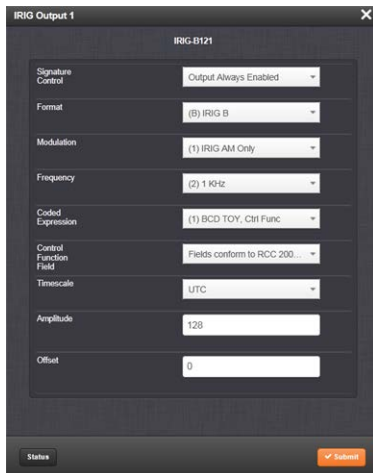 IRIG Output 1
IRIG-B121
Signature
Control
Output Always Enabled
Format
(B) IRIG B
Modulation
(1) IRIG AM Only
Frequency
(2) 1 KHz
Coded
Expression
(1) BCD TOY, Ctrl Func
Control
Function
Field
Fields conform to RCC 200...
Timescale
UTC
Amplitude
128
Offset
0
Status
Submit